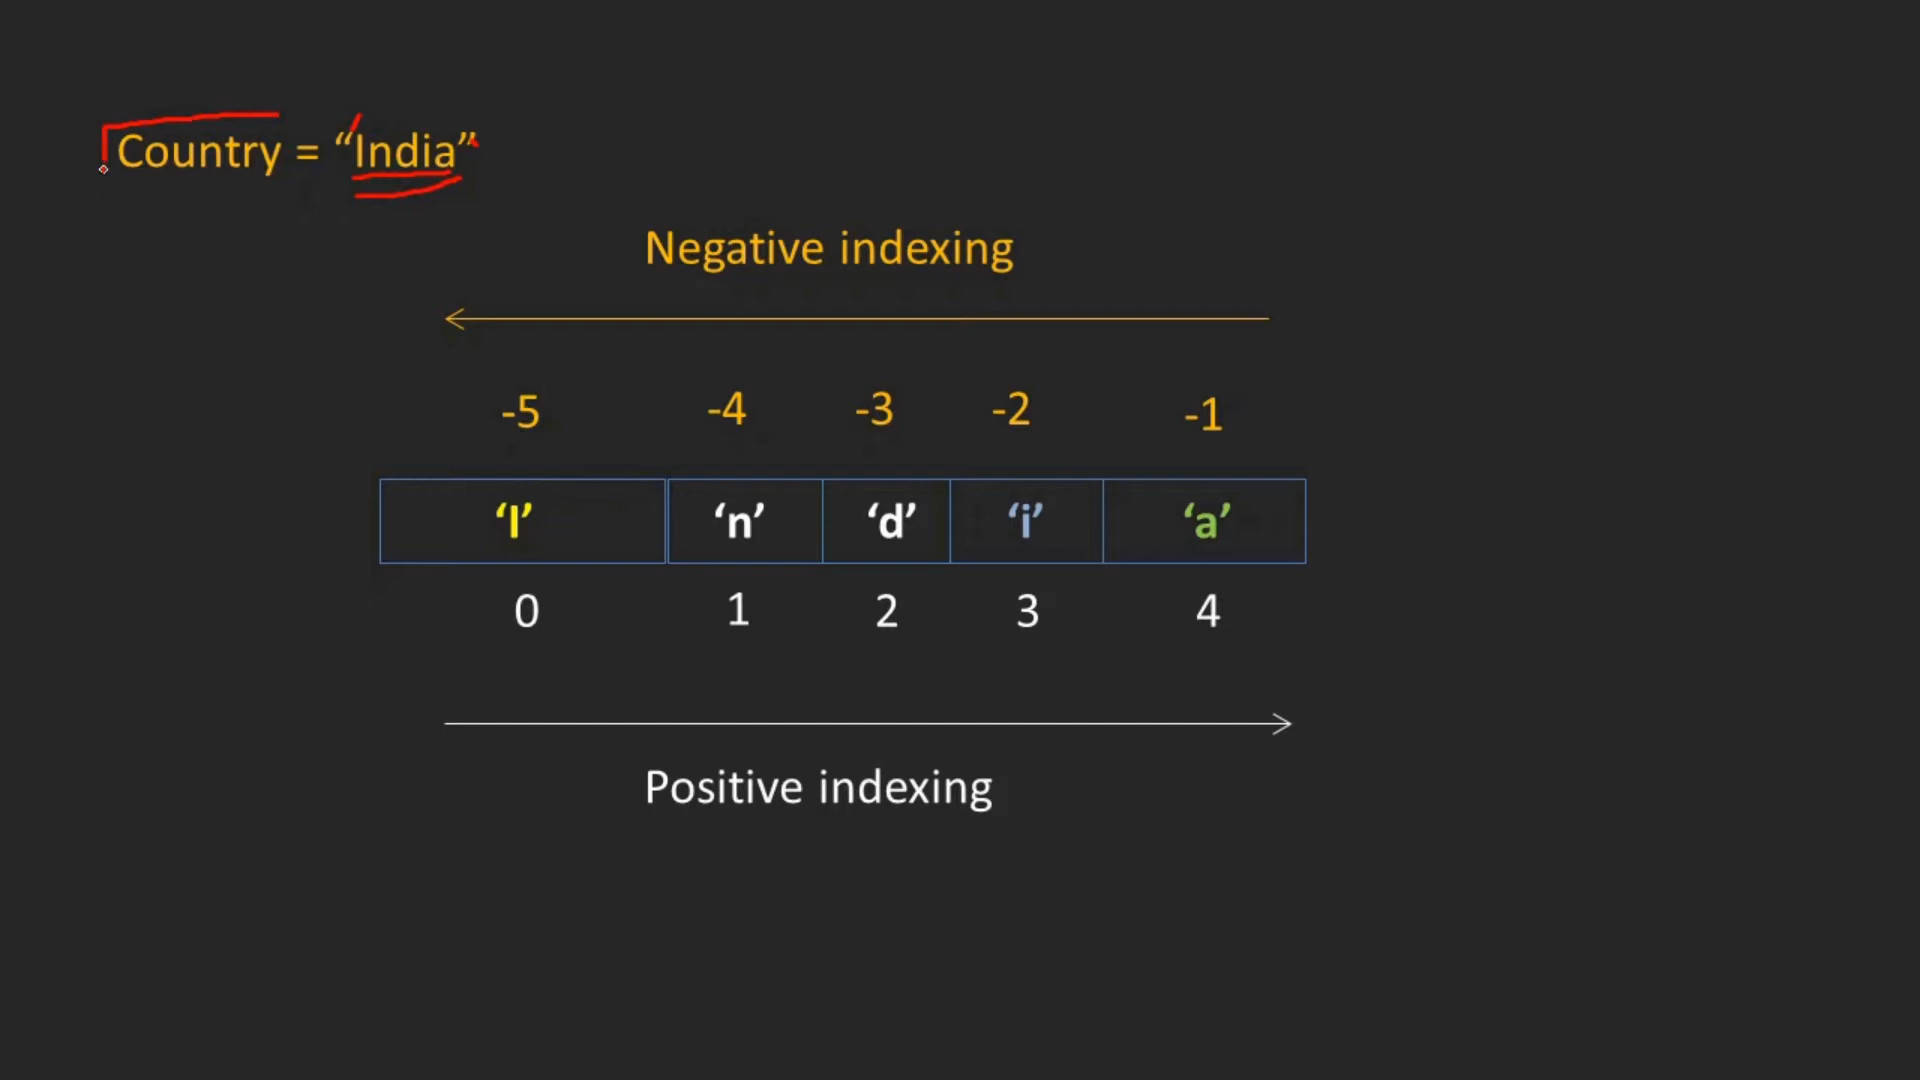 Country = “India”
Negative indexing
-5 -4 -3 -2 -1
‘I’ ‘n’ ‘d’ ‘i’ ‘a’
0 1 2 3 4
Positive indexing